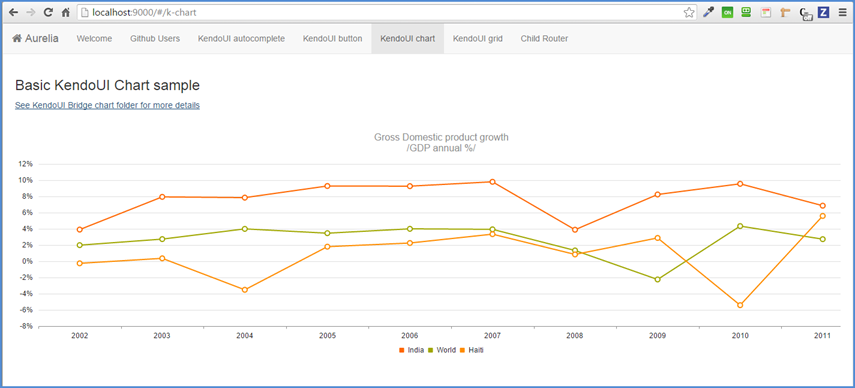 localhost:9000/#/k-chart
Aurelia Welcome Github Users KendoUI autocomplete KendoUI button KendoUI chart KendoUI grid Child Router
Basic KendoUI Chart sample
See KendoUI Bridge chart folder for more details
Gross Domestic product growth
/GDP annual %/
12%
10%
8%
6%
4%
2%
0%
-2%
-4%
-6%
-8%
2002 2003 2004 2005 2006 2007 2008 2009 2010 2011
India World Haiti